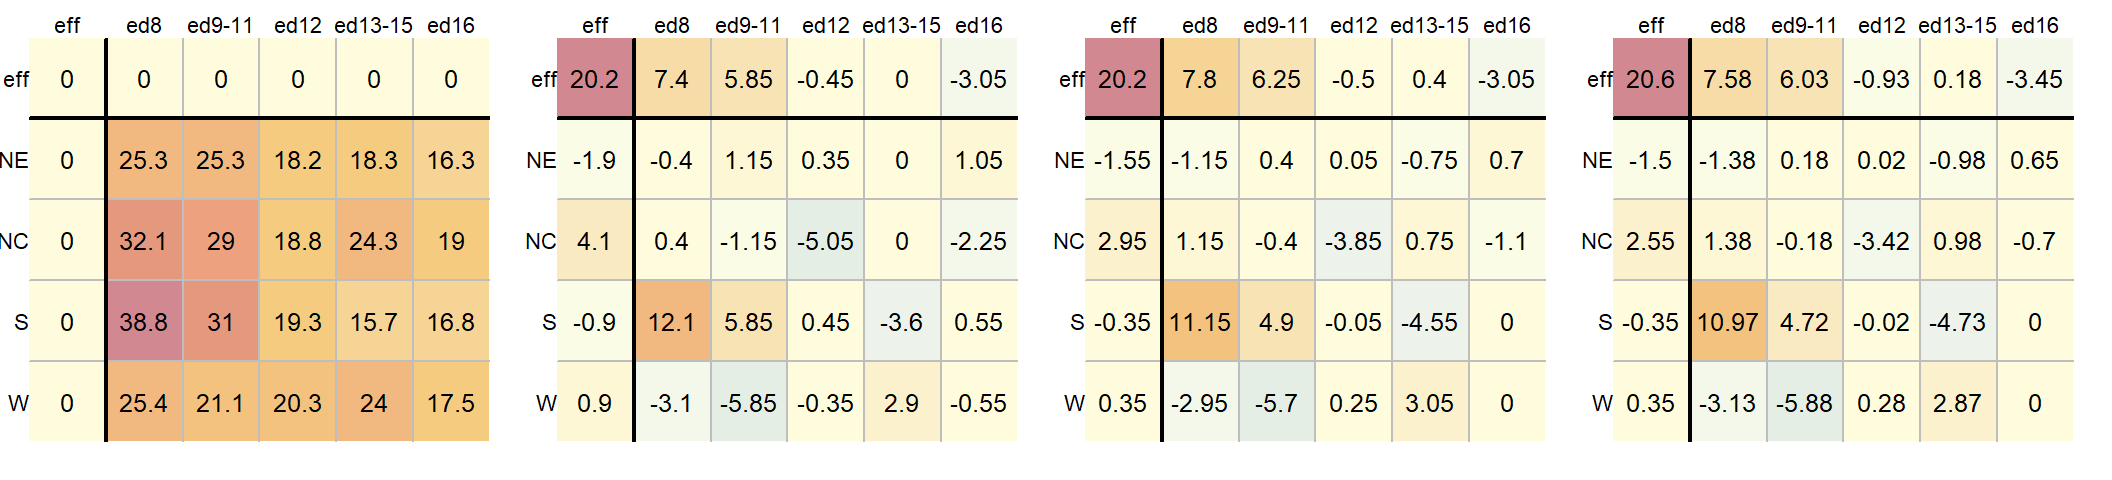 eff ed8 ed9-11 ed12 ed13-15 ed16 eff ed8 ed9-11 ed12 ed13-15 ed16 eff ed8 ed9-11 ed12 ed13-15 ed16 eff ed8 ed9-11 ed12 ed13-15 ed16
eff 0 0 0 0 0 0 eff 20.2 7.4 5.85 -0.45 0 -3.05 eff 20.2 7.8 6.25 -0.5 0.4 -3.05 eff 20.6 7.58 6.03 -0.93 0.18 -3.45
NE 0 25.3 25.3 18.2 18.3 16.3 NE -1.9 -0.4 1.15 0.35 0 1.05 NE -1.55 -1.15 0.4 0.05 -0.75 0.7 NE -1.5 -1.38 0.18 0.02 -0.98 0.65
NC 0 32.1 29 18.8 24.3 19 NC 4.1 0.4 -1.15 -5.05 0 -2.25 NC 2.95 1.15 -0.4 -3.85 0.75 -1.1 NC 2.55 1.38 -0.18 -3.42 0.98 -0.7
S 0 38.8 31 19.3 15.7 16.8 S -0.9 12.1 5.85 0.45 -3.6 0.55 S -0.35 11.15 4.9 -0.05 -4.55 0 S -0.35 10.97 4.72 -0.02 -4.73 0
W 0 25.4 21.1 20.3 24 17.5 W 0.9 -3.1 -5.85 -0.35 2.9 -0.55 W 0.35 -2.95 -5.7 0.25 3.05 0 W 0.35 -3.13 -5.88 0.28 2.87 0